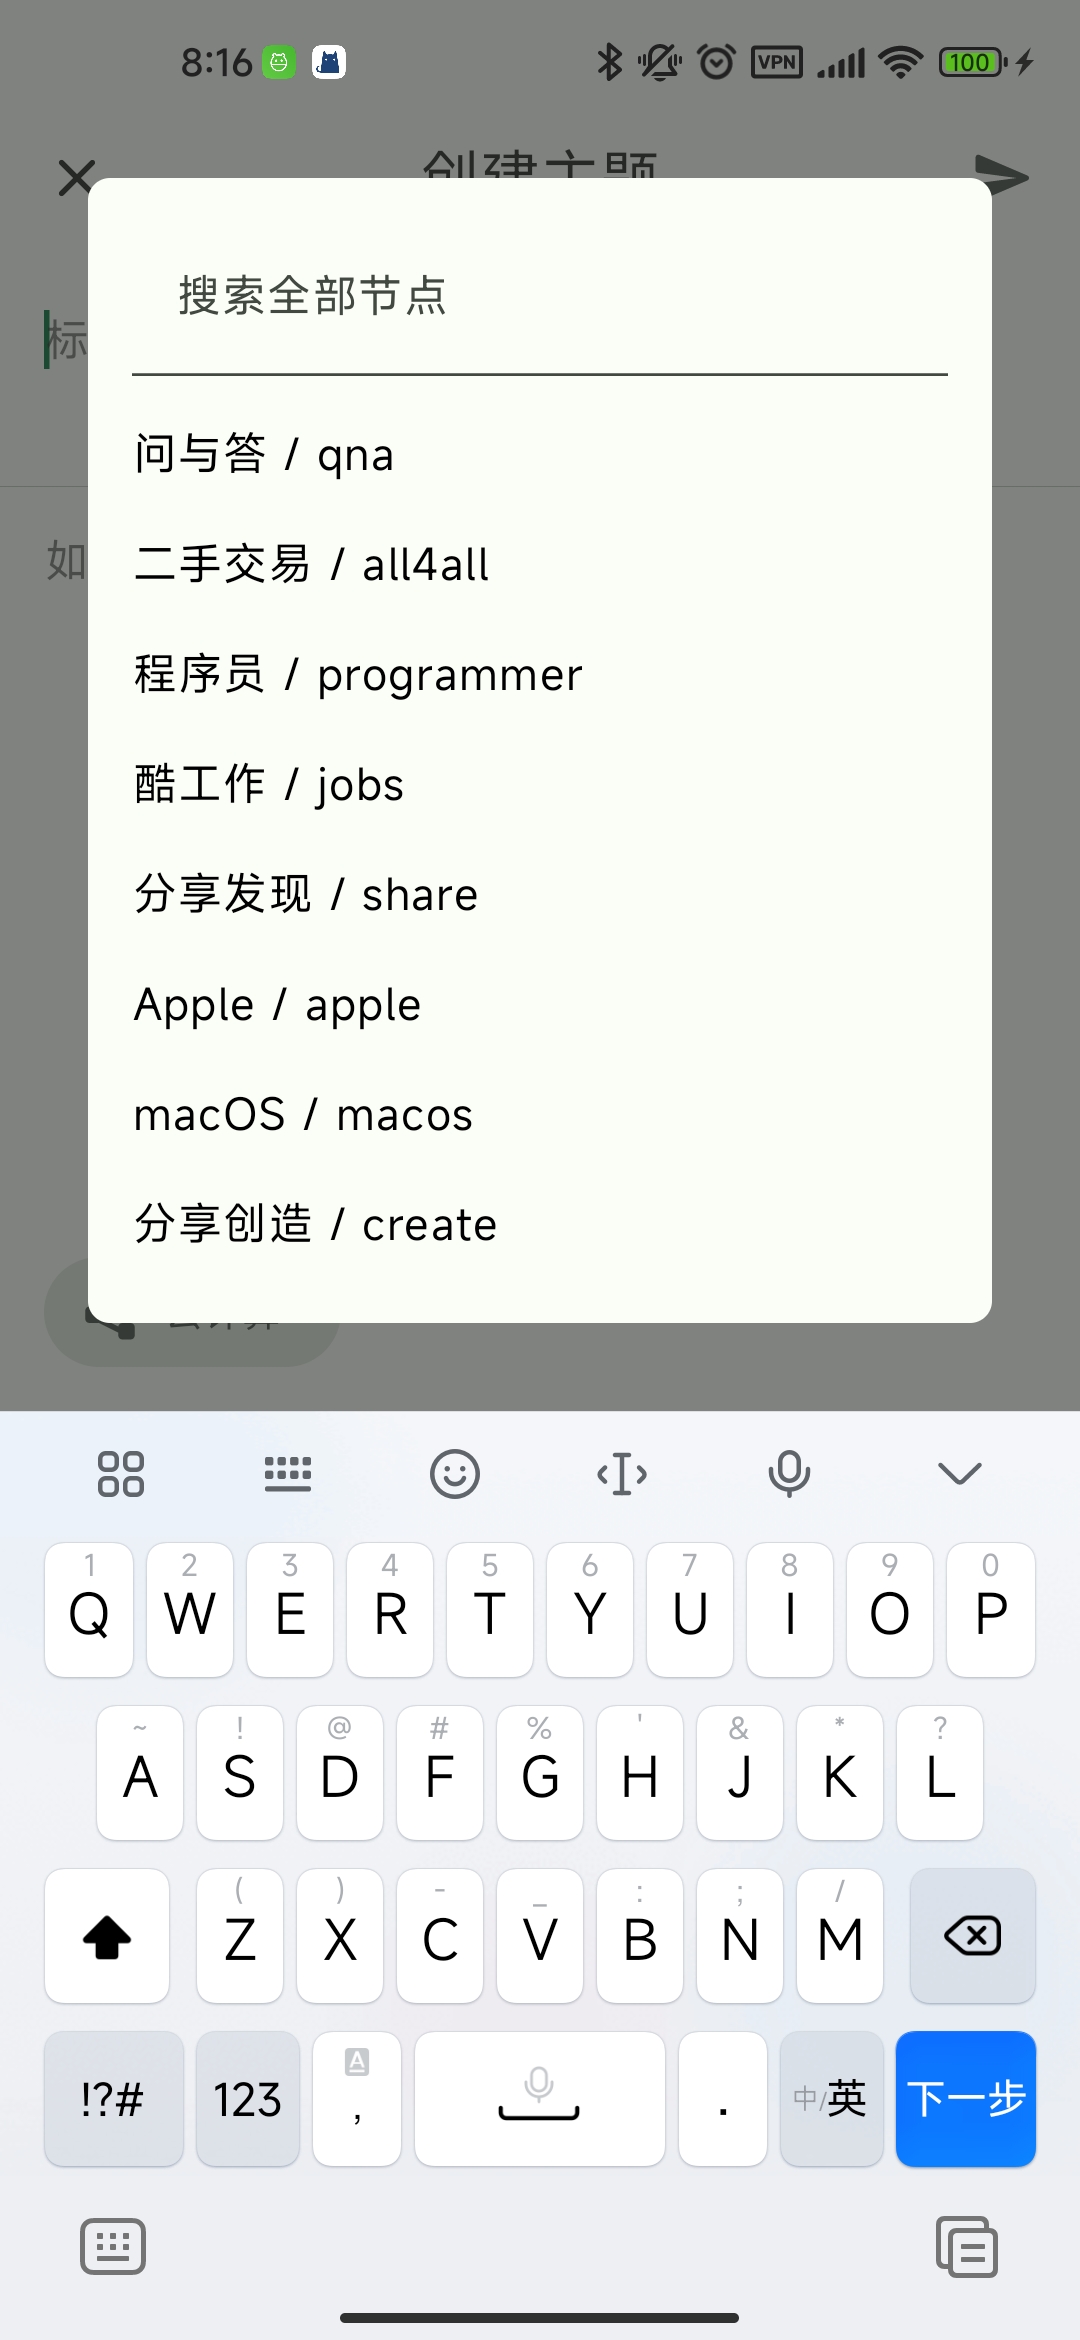 8:16
VPN
100
创建主题
搜索全部节点
标
问与答 / qna
如
二手交易 / all4all
程序员 / programmer
酷工作 / jobs
分享发现 / share
Apple / apple
macOS / macos
分享创造 / create
云计算
1 2 3 4 5 6 7 8 9 0
Q W E R T Y U I O P
~ ! @ # % ' & * ?
A S D F G H J K L
( ) - _ : ; /
Z X C V B N M
!?# 123 , . 中/英 下一步